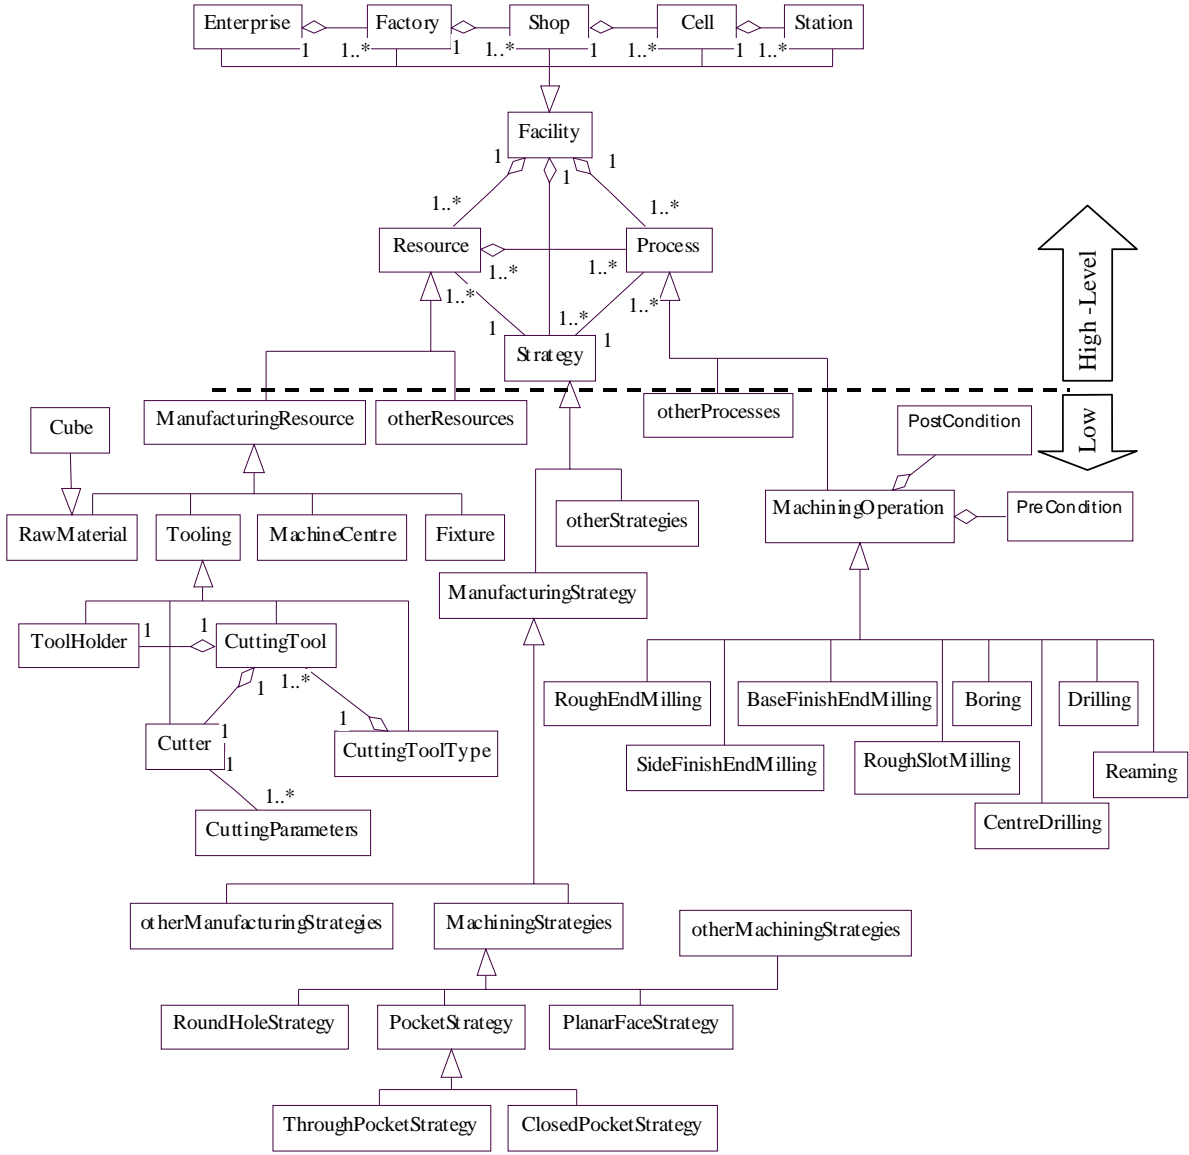 Enterprise
Factory
Shop
Cell
Station
1
1..*
1
1..*
1
1..*
1
1..*
Facility
1
1
1
1..*
1..*
Resource
Process
1..*
1..*
1..*
1..*
1
1..*
1
Strategy
High -Level
Low
ManufacturingResource
otherResources
otherProcesses
PostCondition
Cube
RawMaterial
Tooling
MachineCentre
Fixture
otherStrategies
MachiningOperation
PreCondition
ManufacturingStrategy
ToolHolder
1
1
CuttingTool
1
1..*
1
1
Cutter
CuttingToolType
1
1..*
CuttingParameters
RoughEndMilling
BaseFinishEndMilling
Boring
Drilling
SideFinishEndMilling
RoughSlotMilling
Reaming
CentreDrilling
otherManufacturingStrategies
MachiningStrategies
otherMachiningStrategies
RoundHoleStrategy
PocketStrategy
PlanarFaceStrategy
ThroughPocketStrategy
ClosedPocketStrategy